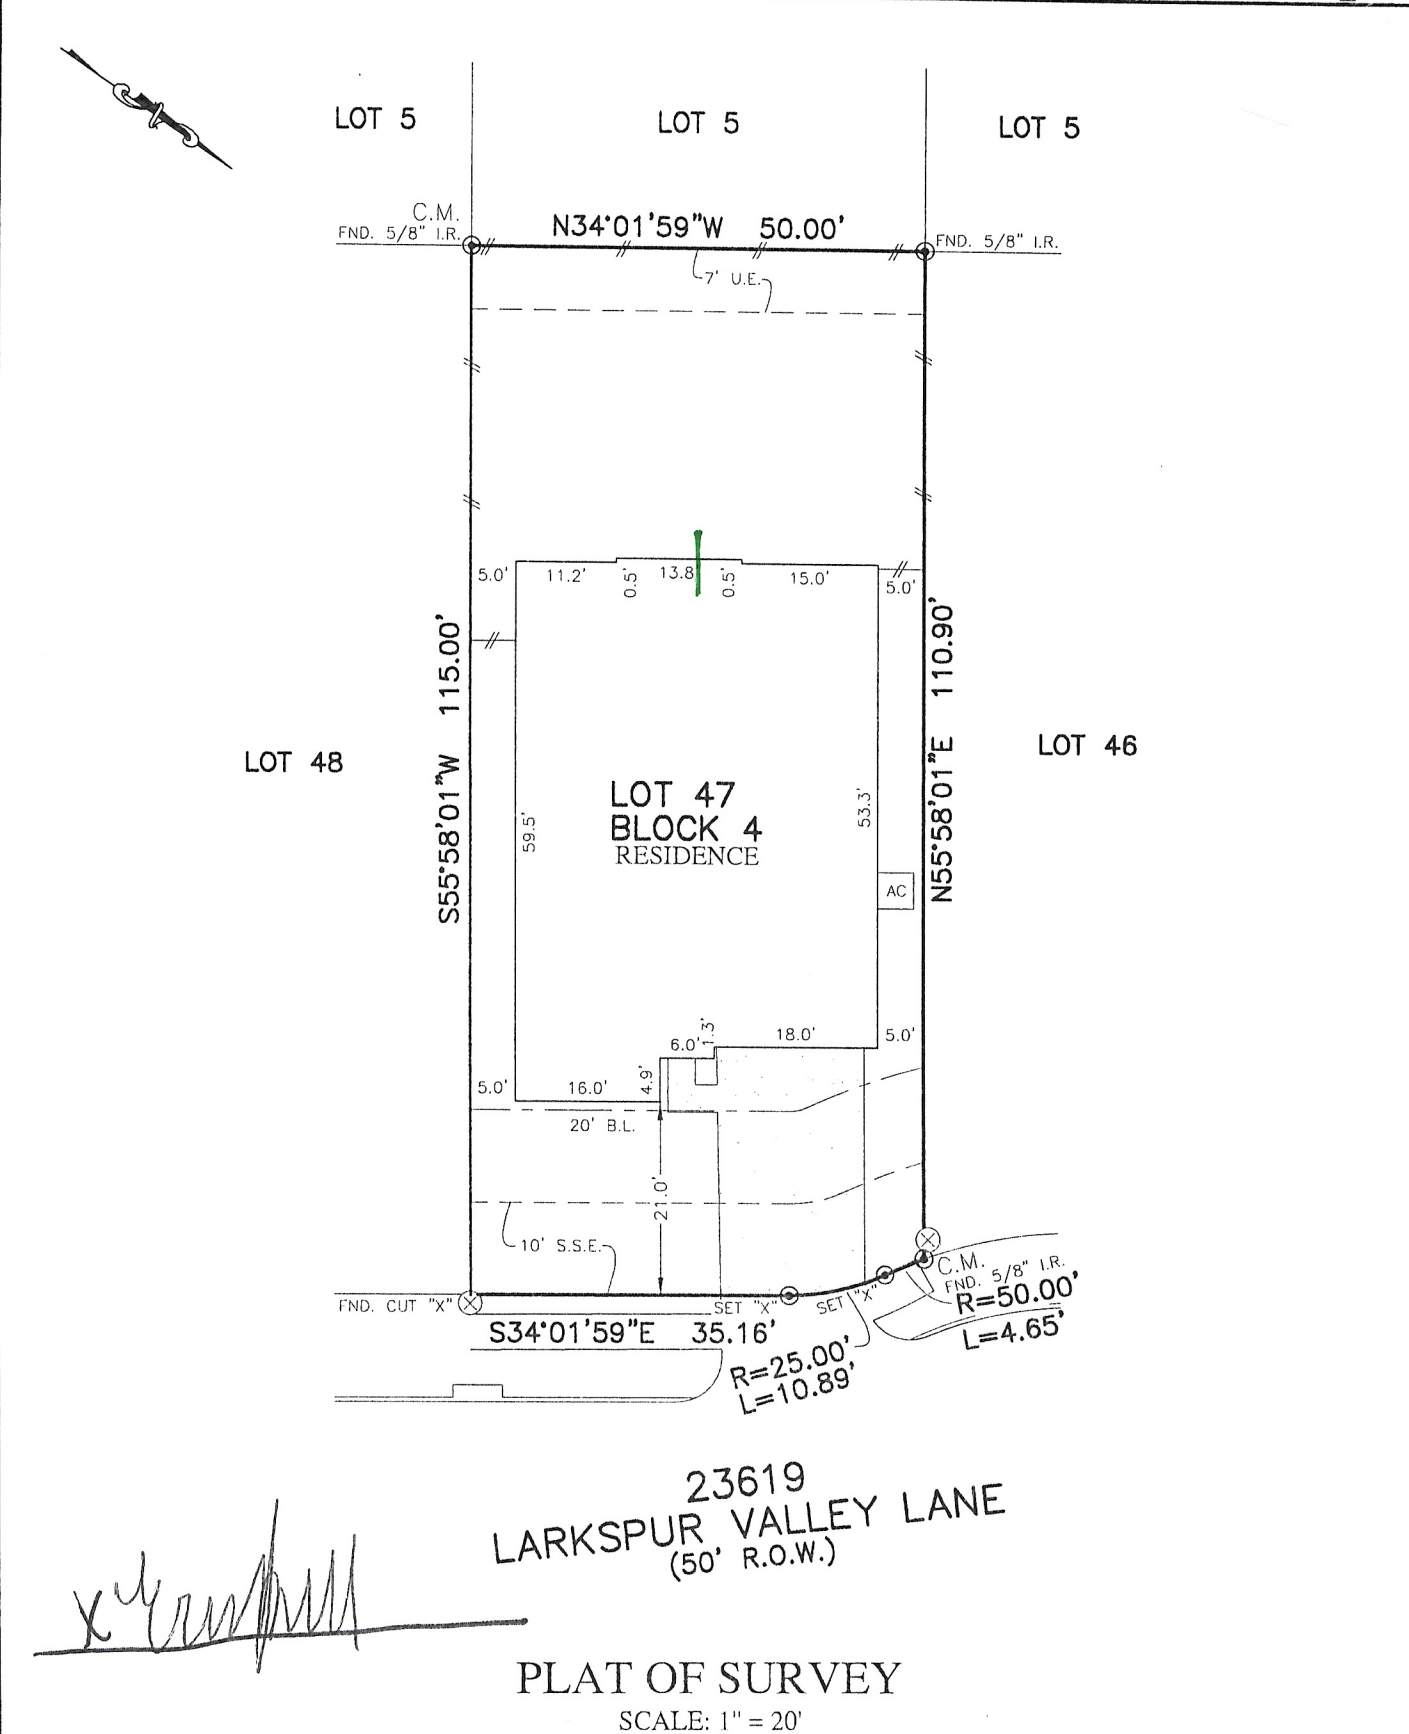 LOT 5
LOT 5
LOT 5
C.M.
FND. 5/8" I.R.
N34°01'59"W 50.00'
FND. 5/8" I.R.
7' U.E.
5.0'
11.2'
0.5'
13.8
0.5'
15.0'
5.0'
S55°58'01"W 115.00'
N55°58'01"E 110.90'
LOT 48
LOT 46
LOT 47
BLOCK 4
RESIDENCE
59.5'
53.3'
AC
6.0'
1.3'
18.0'
5.0'
5.0'
16.0'
4.9'
20' B.L.
21.0'
10' S.S.E.
FND. CUT "X"
SET "X"
SET "X"
C.M.
FND. 5/8" I.R.
R=50.00'
L=4.65'
S34°01'59"E 35.16'
R=25.00'
L=10.89'
23619
LARKSPUR VALLEY LANE
(50' R.O.W.)
X
PLAT OF SURVEY
SCALE: 1" = 20'